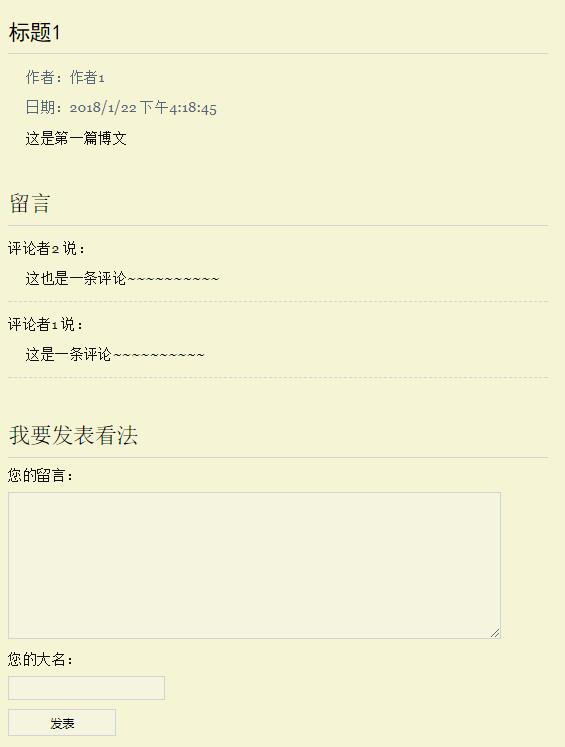 标题1
作者：作者1
日期：2018/1/22 下午4:18:45
这是第一篇博文
留言
评论者2 说：
这也是一条评论~~~~~~~~~~
评论者1 说：
这是一条评论~~~~~~~~~~
我要发表看法
您的留言：
您的大名：
发表